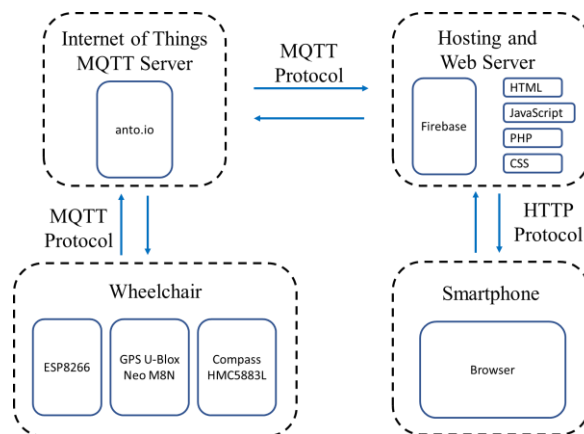 Internet of Things
MQTT Server
anto.io
MQTT
Protocol
Hosting and
Web Server
Firebase
HTML
JavaScript
PHP
CSS
MQTT
Protocol
HTTP
Protocol
Wheelchair
ESP8266
GPS U-Blox
Neo M8N
Compass
HMC5883L
Smartphone
Browser